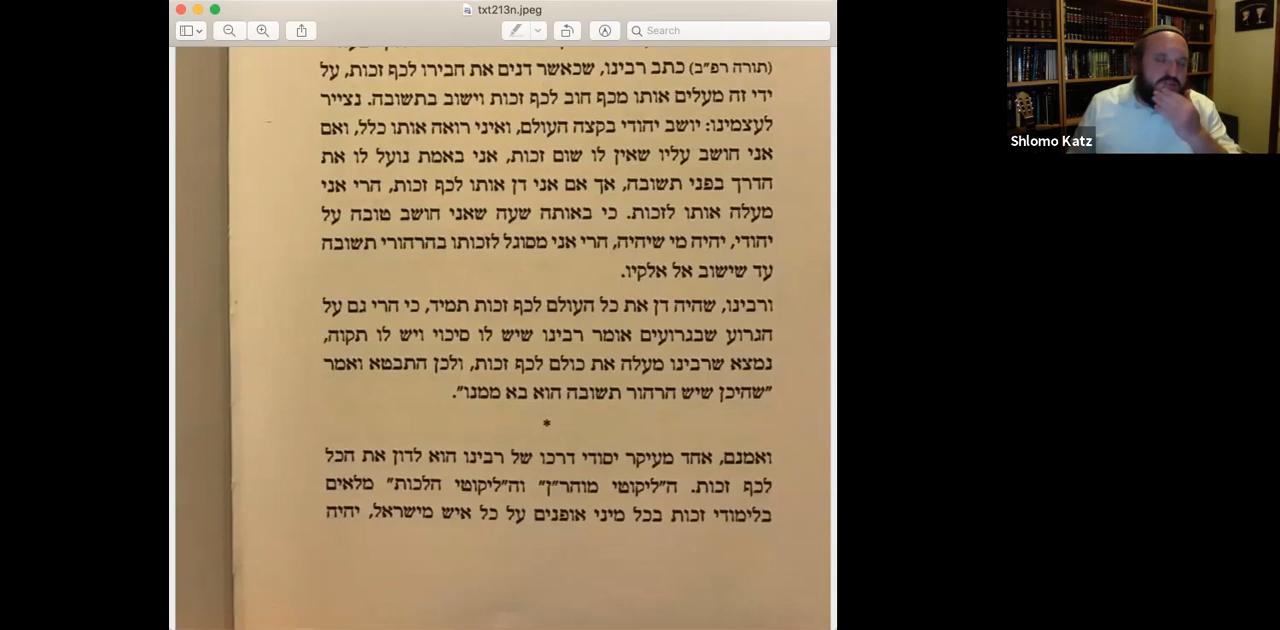 txt213n.jpeg
Search
(תורה רפ"ב) כתב רבינו, שכאשר דנים את חבירו לכף זכות, על
ידי זה מעלים אותו מכף חוב לכף זכות וישוב בתשובה. נצייר
לעצמינו: יושב יהודי בקצה העולם, ואיני רואה אותו כלל, ואם
אני חושב עליו שאין לו שום זכות, אני באמת נועל לו את
הדרך בפני תשובה, אך אם אני דן אותו לכף זכות, הרי אני
מעלה אותו לזכות. כי באותה שעה שאני חושב טובה על
יהודי, יהיה מי שיהיה, הרי אני מסוגל לזכותו בהרהורי תשובה
עד שישוב אל אלקיו.
ורבינו, שהיה דן את כל העולם לכף זכות תמיד, כי הרי גם על
הגרוע שבגרועים אומר רבינו שיש לו סיכוי ויש לו תקוה,
נמצא שרבינו מעלה את כולם לכף זכות, ולכן התבטא ואמר
"שהיכן שיש הרהור תשובה הוא בא ממנו".
*
ואמנם, אחד מעיקר יסודי דרכו של רבינו הוא לדון את הכל
לכף זכות. ה"ליקוטי מוהר"ן" וה"ליקוטי הלכות" מלאים
בלימודי זכות בכל מיני אופנים על כל איש מישראל, יהיה
Shlomo Katz